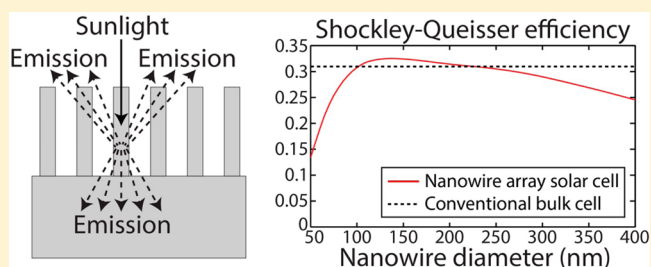 Sunlight
Emission Emission
Emission
Shockley-Queisser efficiency
0.35
0.3
0.25
0.2
0.15
0.1
0.05
0
Nanowire array solar cell
Conventional bulk cell
50 100 150 200 250 300 350 400
Nanowire diameter (nm)